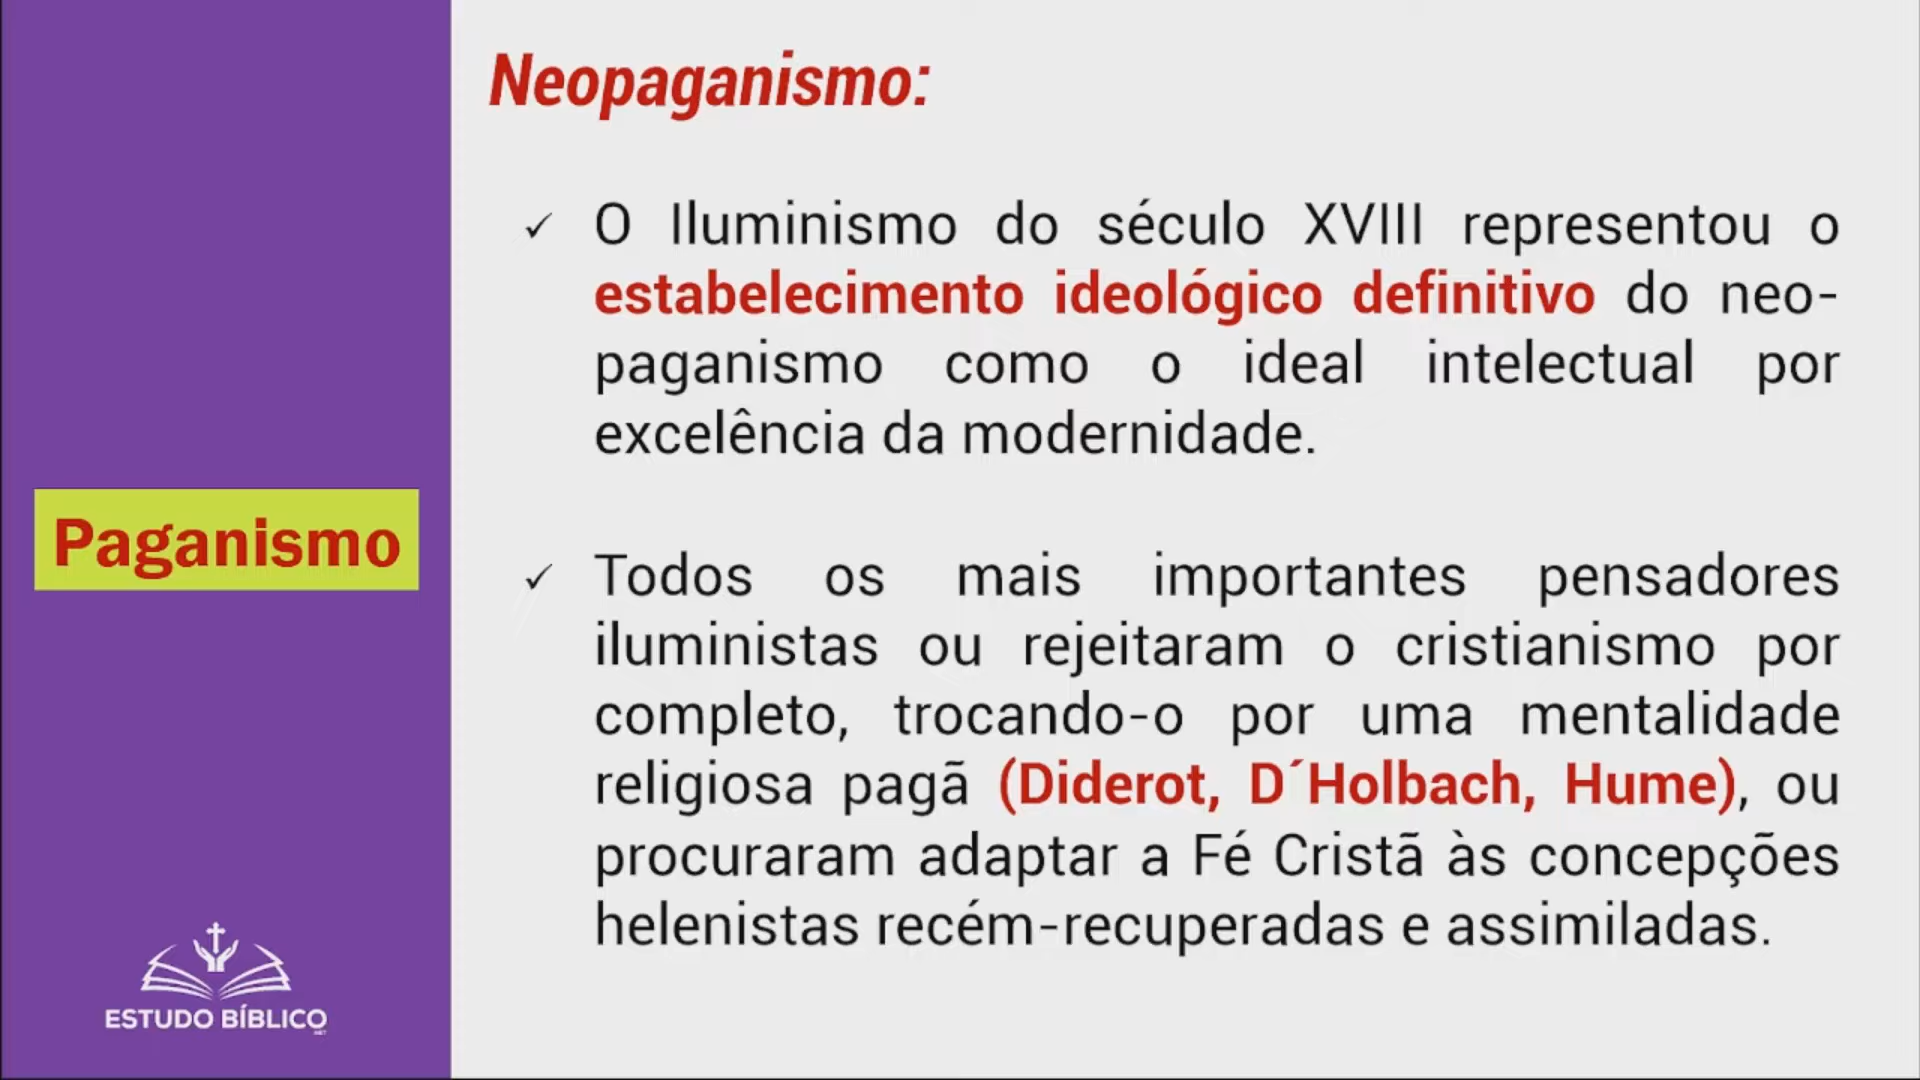 Neopaganismo:
O Iluminismo do século XVIII representou o
estabelecimento ideológico definitivo do neo-
paganismo como o ideal intelectual por
excelência da modernidade.
Paganismo
Todos os mais importantes pensadores
iluministas ou rejeitaram o cristianismo por
completo, trocando-o por uma mentalidade
religiosa pagã (Diderot, D´Holbach, Hume), ou
procuraram adaptar a Fé Cristã às concepções
helenistas recém-recuperadas e assimiladas.
ESTUDO BÍBLICO